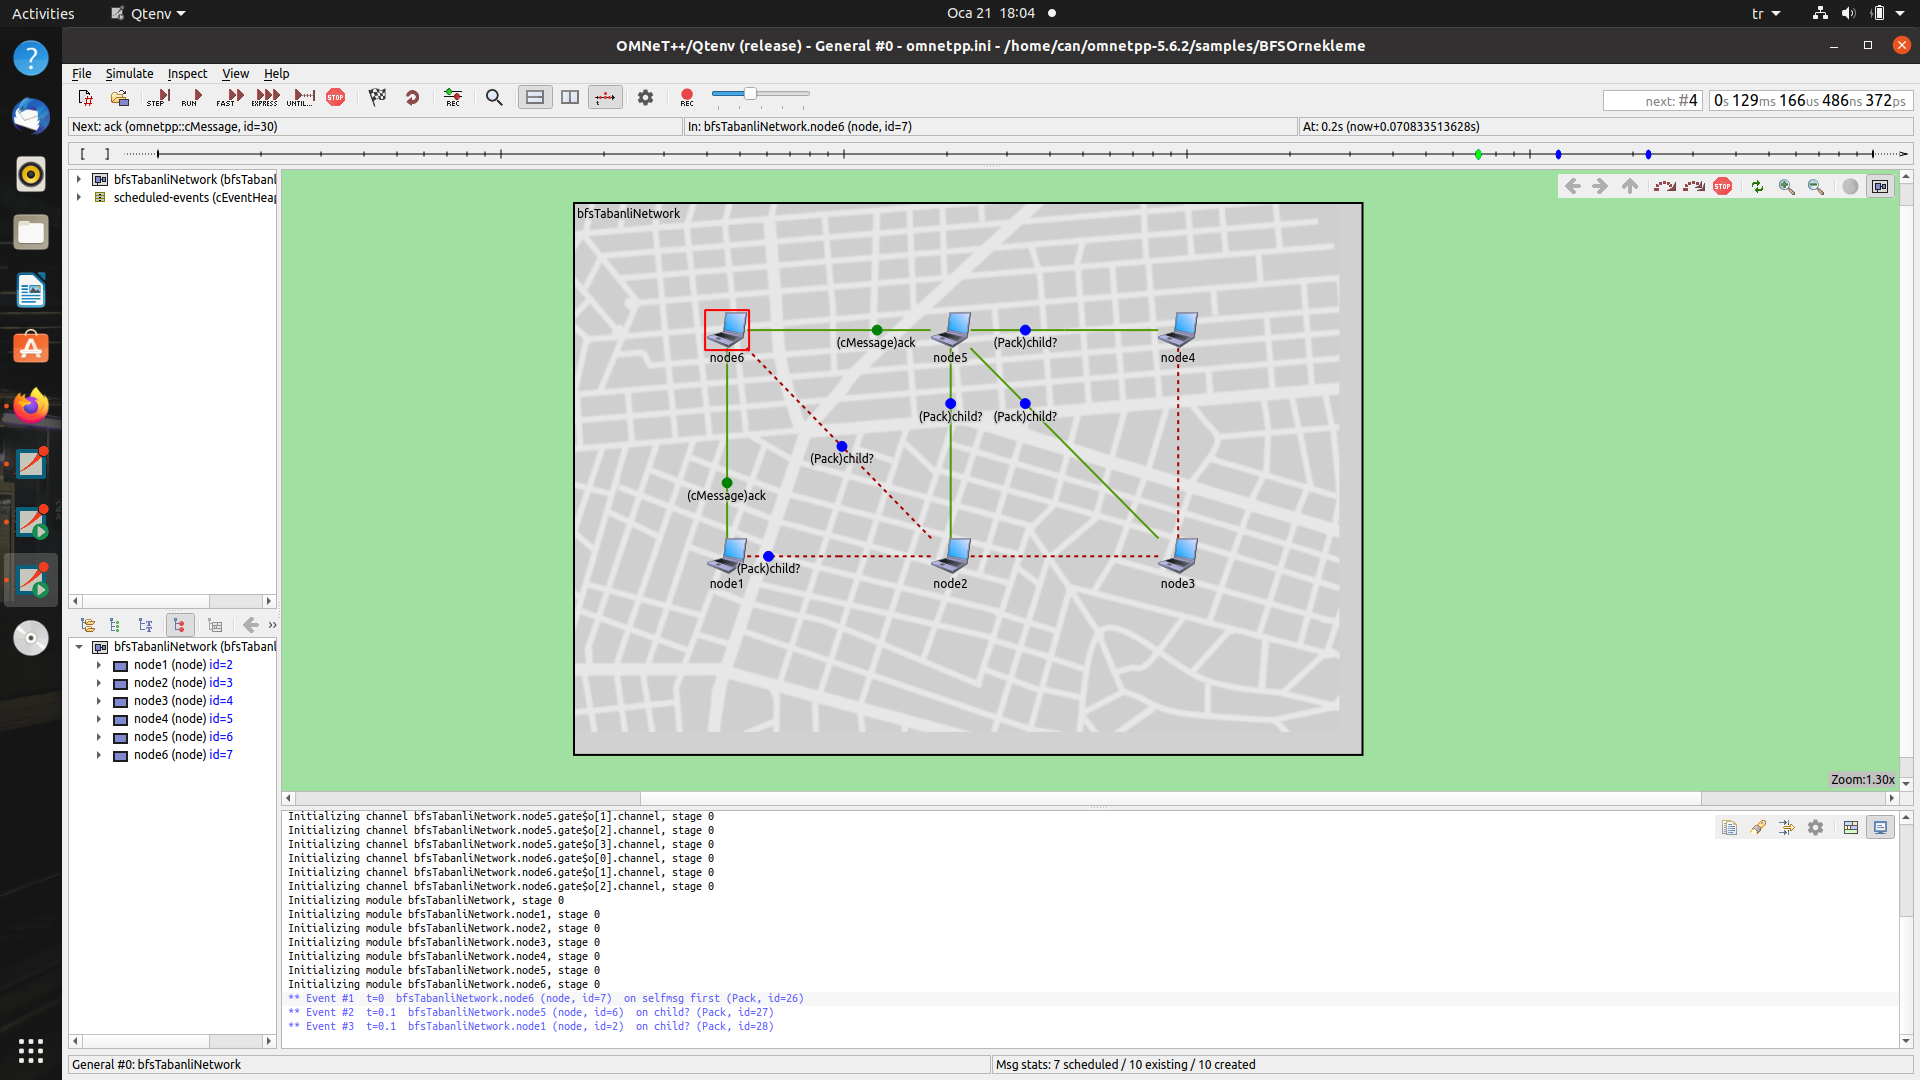 Activities
Qtenv
Oca 21 18:04
tr
OMNeT++/Qtenv (release) - General #0 - omnetpp.ini - /home/can/omnetpp-5.6.2/samples/BFSOrnekleme
File Simulate Inspect View Help
STEP RUN FAST EXPRESS UNTIL... STOP REC REC
next: #4
0s 129ms 166us 486ns 372ps
Next: ack (omnetpp::cMessage, id=30)
In: bfsTabanliNetwork.node6 (node, id=7)
At: 0.2s (now+0.070833513628s)
[ ]
bfsTabanliNetwork (bfsTabanl
scheduled-events (cEventHeap
STOP
bfsTabanliNetwork
node6
(cMessage)ack
node5
(Pack)child?
node4
(Pack)child?
(Pack)child?
(Pack)child?
(cMessage)ack
node1
(Pack)child?
node2
node3
Zoom:1.30x
bfsTabanliNetwork (bfsTabanl
node1 (node) id=2
node2 (node) id=3
node3 (node) id=4
node4 (node) id=5
node5 (node) id=6
node6 (node) id=7
Initializing channel bfsTabanliNetwork.node5.gate$o[1].channel, stage 0
Initializing channel bfsTabanliNetwork.node5.gate$o[2].channel, stage 0
Initializing channel bfsTabanliNetwork.node5.gate$o[3].channel, stage 0
Initializing channel bfsTabanliNetwork.node6.gate$o[0].channel, stage 0
Initializing channel bfsTabanliNetwork.node6.gate$o[1].channel, stage 0
Initializing channel bfsTabanliNetwork.node6.gate$o[2].channel, stage 0
Initializing module bfsTabanliNetwork, stage 0
Initializing module bfsTabanliNetwork.node1, stage 0
Initializing module bfsTabanliNetwork.node2, stage 0
Initializing module bfsTabanliNetwork.node3, stage 0
Initializing module bfsTabanliNetwork.node4, stage 0
Initializing module bfsTabanliNetwork.node5, stage 0
Initializing module bfsTabanliNetwork.node6, stage 0
** Event #1 t=0 bfsTabanliNetwork.node6 (node, id=7) on selfmsg first (Pack, id=26)
** Event #2 t=0.1 bfsTabanliNetwork.node5 (node, id=6) on child? (Pack, id=27)
** Event #3 t=0.1 bfsTabanliNetwork.node1 (node, id=2) on child? (Pack, id=28)
General #0: bfsTabanliNetwork
Msg stats: 7 scheduled / 10 existing / 10 created